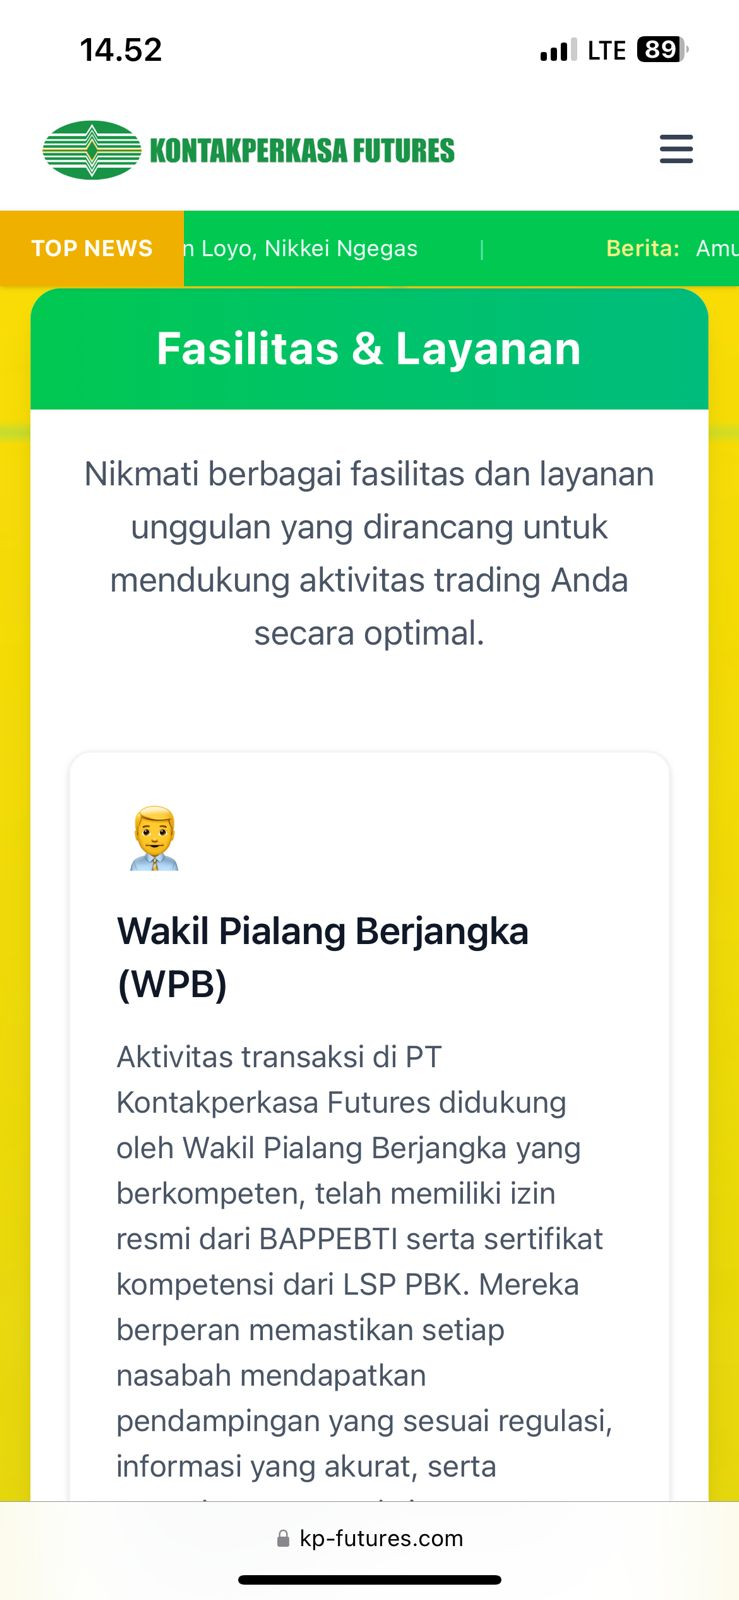 14.52
LTE 89
KONTAKPERKASA FUTURES
TOP NEWS
n Loyo, Nikkei Ngegas | Berita: Amu
Fasilitas & Layanan
Nikmati berbagai fasilitas dan layanan
unggulan yang dirancang untuk
mendukung aktivitas trading Anda
secara optimal.
Wakil Pialang Berjangka
(WPB)
Aktivitas transaksi di PT
Kontakperkasa Futures didukung
oleh Wakil Pialang Berjangka yang
berkompeten, telah memiliki izin
resmi dari BAPPEBTI serta sertifikat
kompetensi dari LSP PBK. Mereka
berperan memastikan setiap
nasabah mendapatkan
pendampingan yang sesuai regulasi,
informasi yang akurat, serta
kp-futures.com